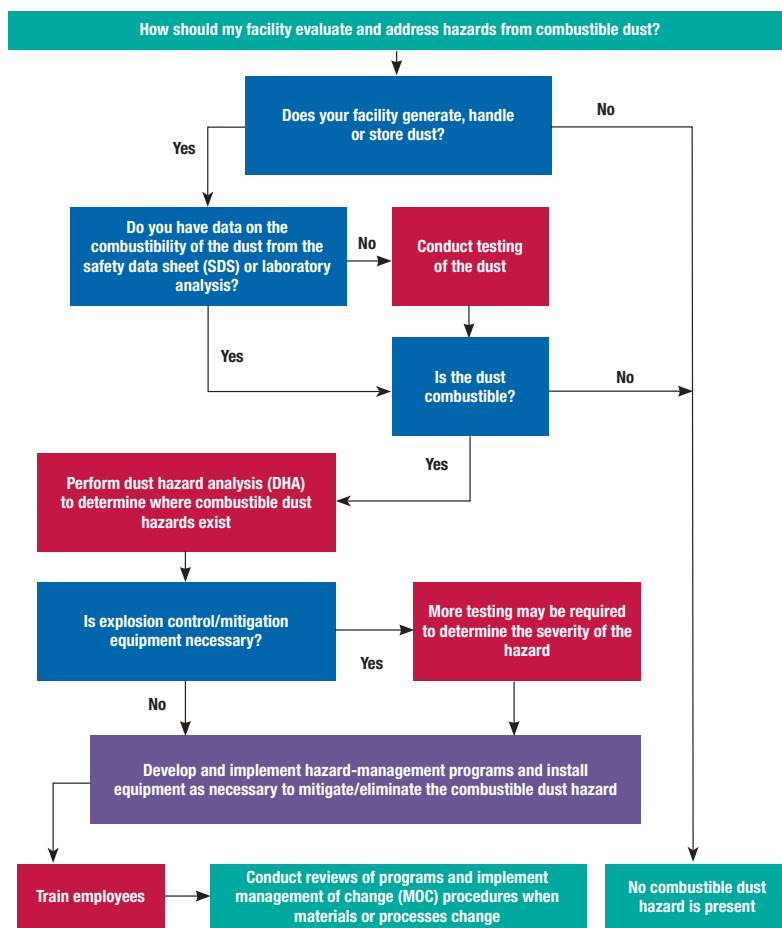 How should my facility evaluate and address hazards from combustible dust?
Does your facility generate, handle
or store dust?
No
Yes
Do you have data on the
combustibility of the dust from the
safety data sheet (SDS) or laboratory
analysis?
No
Conduct testing
of the dust
Yes
Is the dust
combustible?
No
Yes
Perform dust hazard analysis (DHA)
to determine where combustible dust
hazards exist
Is explosion control/mitigation
equipment necessary?
Yes
More testing may be required
to determine the severity of the
hazard
No
Develop and implement hazard-management programs and install
equipment as necessary to mitigate/eliminate the combustible dust hazard
Train employees
Conduct reviews of programs and implement
management of change (MOC) procedures when
materials or processes change
No combustible dust
hazard is present